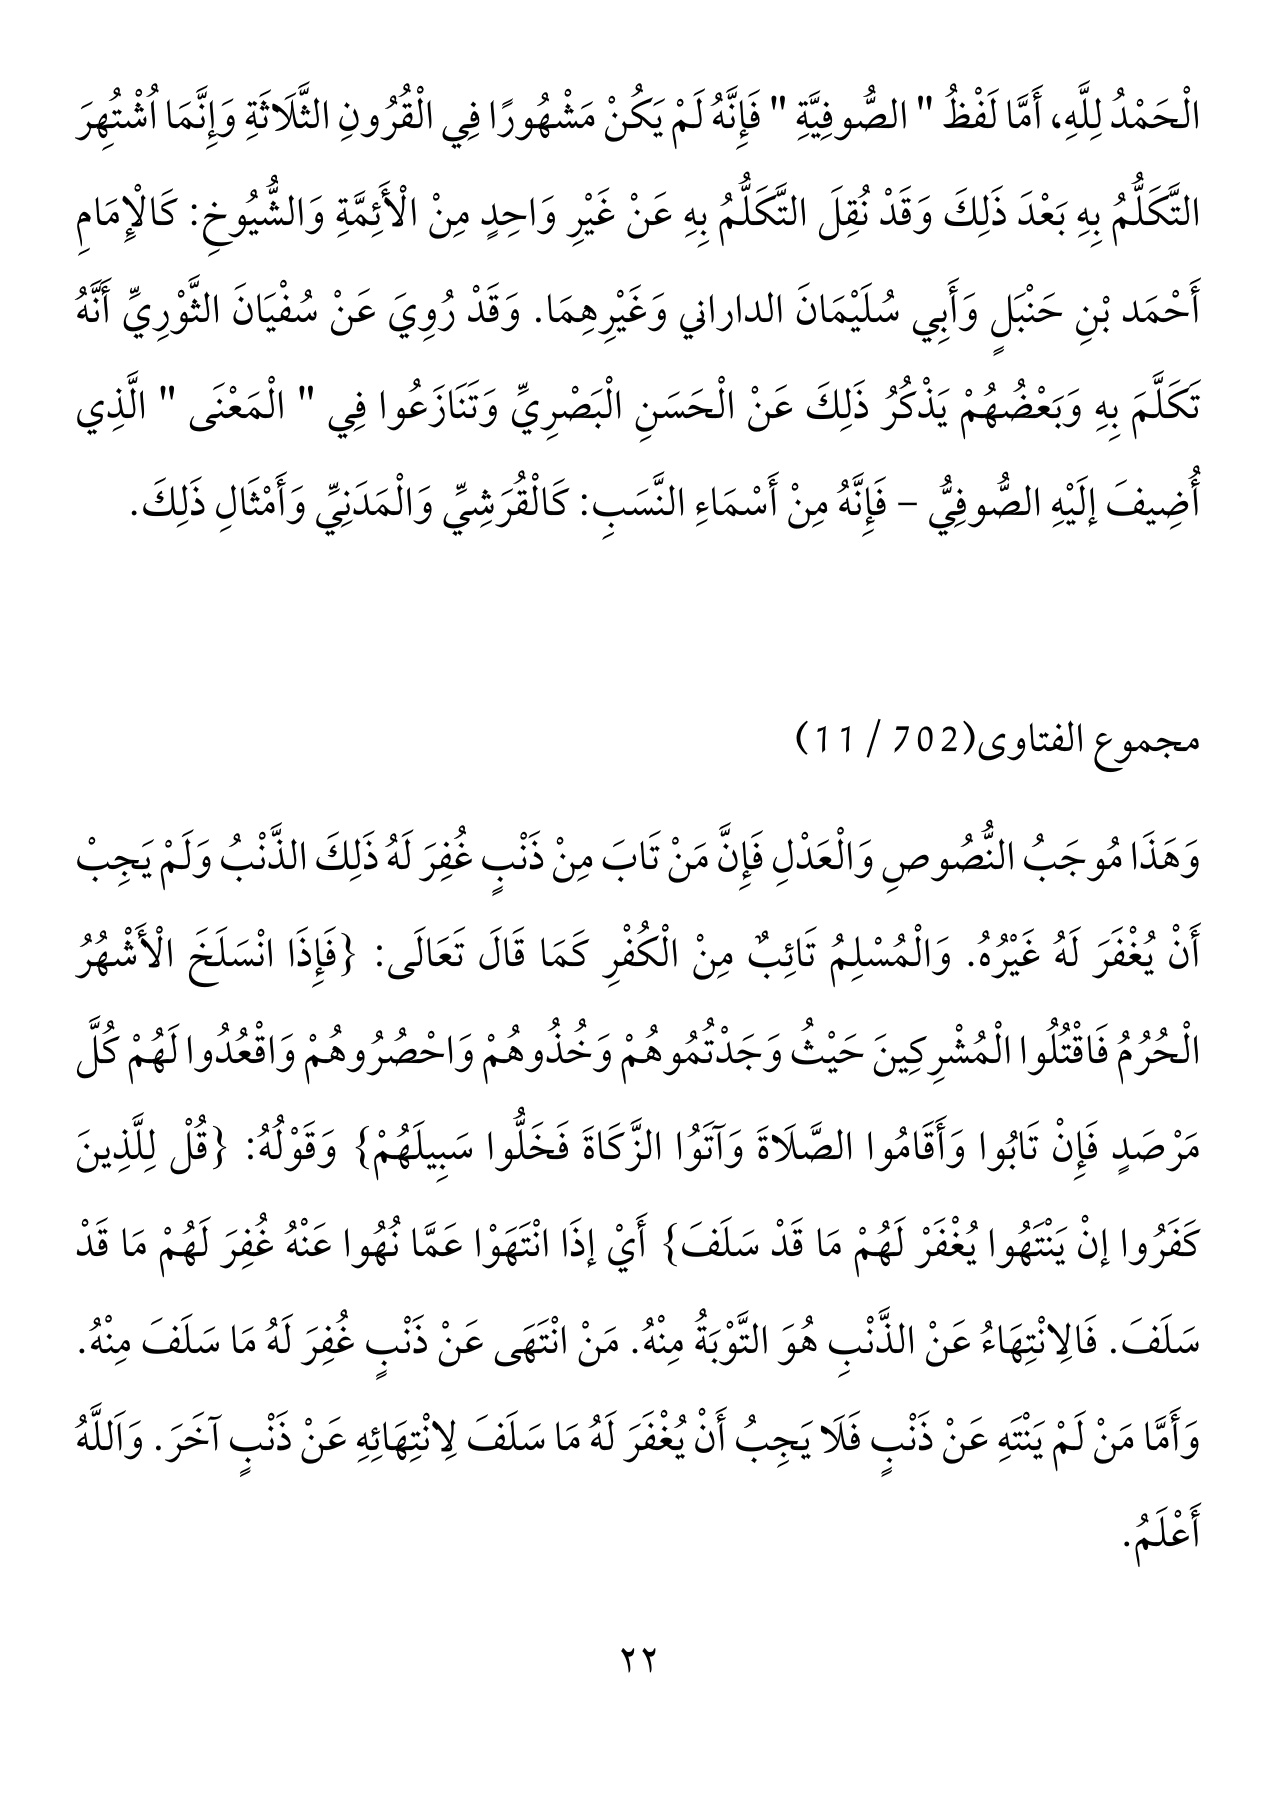 الْحَمْدُ لِلَّهِ، أَمَّا لَفْظُ " الصُّوفِيَّةِ " فَإِنَّهُ لَمْ يَكُنْ مَشْهُورًا فِي الْقُرُونِ الثَّلَاثَةِ وَإِنَّمَا اُشْتُهِرَ
التَّكَلُّمُ بِهِ بَعْدَ ذَلِكَ وَقَدْ نُقِلَ التَّكَلُّمُ بِهِ عَنْ غَيْرِ وَاحِدٍ مِنْ الْأَئِمَّةِ وَالشُّيُوخِ: كَالْإِمَامِ
أَحْمَد بْنِ حَنْبَلٍ وَأَبِي سُلَيْمَانَ الداراني وَغَيْرِهِمَا. وَقَدْ رُوِيَ عَنْ سُفْيَانَ الثَّوْرِيِّ أَنَّهُ
تَكَلَّمَ بِهِ وَبَعْضُهُمْ يَذْكُرُ ذَلِكَ عَنْ الْحَسَنِ الْبَصْرِيِّ وَتَنَازَعُوا فِي " الْمَعْنَى " الَّذِي
أُضِيفَ إلَيْهِ الصُّوفِيُّ – فَإِنَّهُ مِنْ أَسْمَاءِ النَّسَبِ: كَالْقُرَشِيِّ وَالْمَدَنِيِّ وَأَمْثَالِ ذَلِكَ.
مجموع الفتاوى(702 / 11)
وَهَذَا مُوجَبُ النُّصُوصِ وَالْعَدْلِ فَإِنَّ مَنْ تَابَ مِنْ ذَنْبٍ غُفِرَ لَهُ ذَلِكَ الذَّنْبُ وَلَمْ يَجِبْ
أَنْ يُغْفَرَ لَهُ غَيْرُهُ. وَالْمُسْلِمُ تَائِبٌ مِنْ الْكُفْرِ كَمَا قَالَ تَعَالَى: {فَإِذَا انْسَلَخَ الْأَشْهُرُ
الْحُرُمُ فَاقْتُلُوا الْمُشْرِكِينَ حَيْثُ وَجَدْتُمُوهُمْ وَخُذُوهُمْ وَاحْصُرُوهُمْ وَاقْعُدُوا لَهُمْ كُلَّ
مَرْصَدٍ فَإِنْ تَابُوا وَأَقَامُوا الصَّلَاةَ وَآتَوُا الزَّكَاةَ فَخَلُّوا سَبِيلَهُمْ} وَقَوْلُهُ: {قُلْ لِلَّذِينَ
كَفَرُوا إنْ يَنْتَهُوا يُغْفَرْ لَهُمْ مَا قَدْ سَلَفَ} أَيْ إذَا انْتَهَوْا عَمَّا نُهُوا عَنْهُ غُفِرَ لَهُمْ مَا قَدْ
سَلَفَ. فَالِانْتِهَاءُ عَنْ الذَّنْبِ هُوَ التَّوْبَةُ مِنْهُ. مَنْ انْتَهَى عَنْ ذَنْبٍ غُفِرَ لَهُ مَا سَلَفَ مِنْهُ.
وَأَمَّا مَنْ لَمْ يَنْتَهِ عَنْ ذَنْبٍ فَلَا يَجِبُ أَنْ يُغْفَرَ لَهُ مَا سَلَفَ لِانْتِهَائِهِ عَنْ ذَنْبٍ آخَرَ. وَاَللَّهُ
أَعْلَمُ.
٢٢